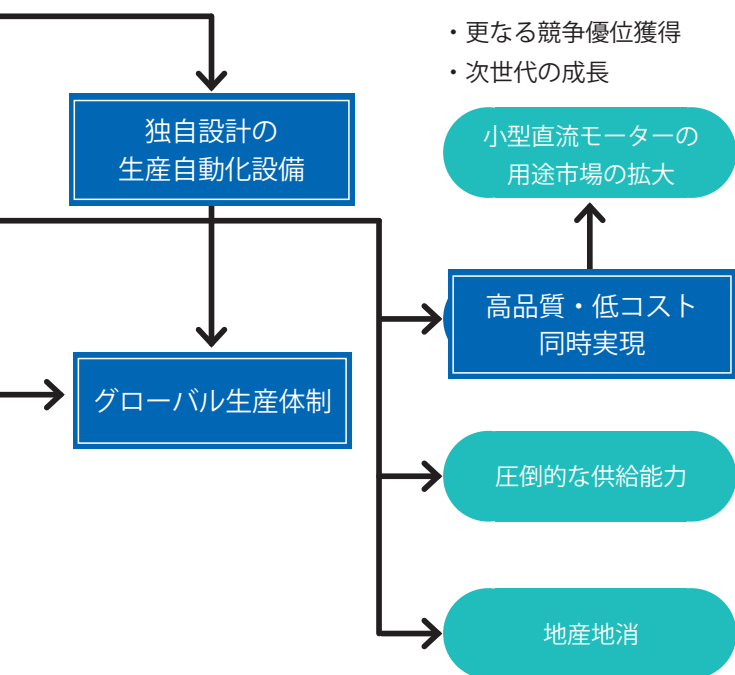 ・更なる競争優位獲得
・次世代の成長
独自設計の
生産自動化設備
小型直流モーターの
用途市場の拡大
高品質・低コスト
同時実現
グローバル生産体制
圧倒的な供給能力
地産地消